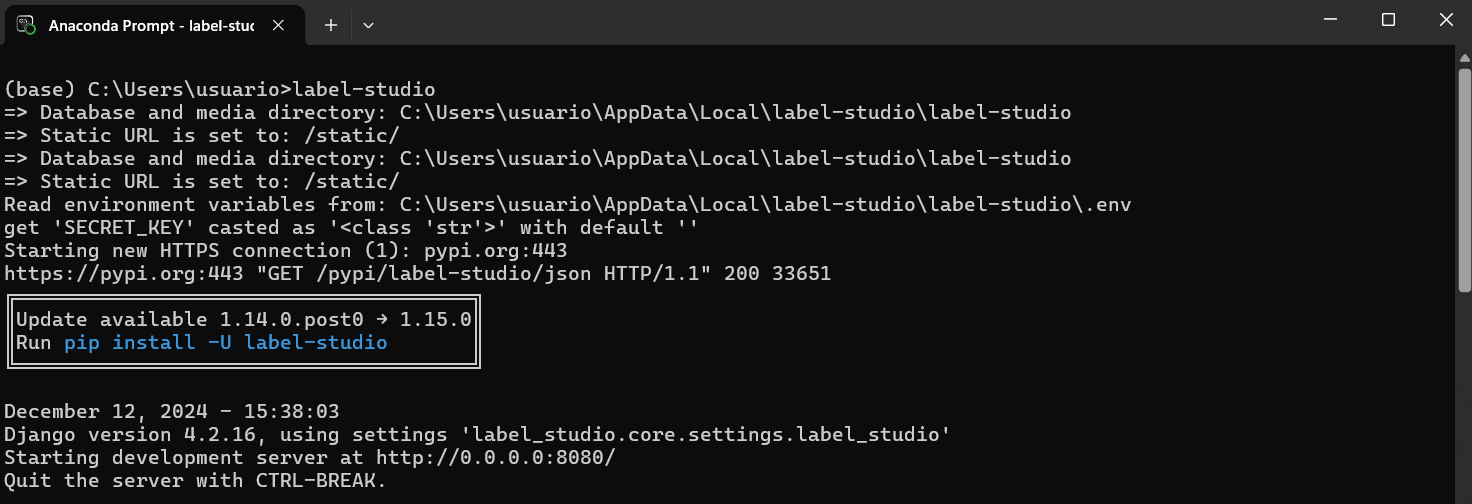 Anaconda Prompt - label-stuc
(base) C:\Users\usuario>label-studio
=> Database and media directory: C:\Users\usuario\AppData\Local\label-studio\label-studio
=> Static URL is set to: /static/
=> Database and media directory: C:\Users\usuario\AppData\Local\label-studio\label-studio
=> Static URL is set to: /static/
Read environment variables from: C:\Users\usuario\AppData\Local\label-studio\label-studio\.env
get 'SECRET_KEY' casted as '<class 'str'>' with default ''
Starting new HTTPS connection (1): pypi.org:443
https://pypi.org:443 "GET /pypi/label-studio/json HTTP/1.1" 200 33651
Update available 1.14.0.post0 → 1.15.0
Run pip install -U label-studio
December 12, 2024 - 15:38:03
Django version 4.2.16, using settings 'label_studio.core.settings.label_studio'
Starting development server at http://0.0.0.0:8080/
Quit the server with CTRL-BREAK.